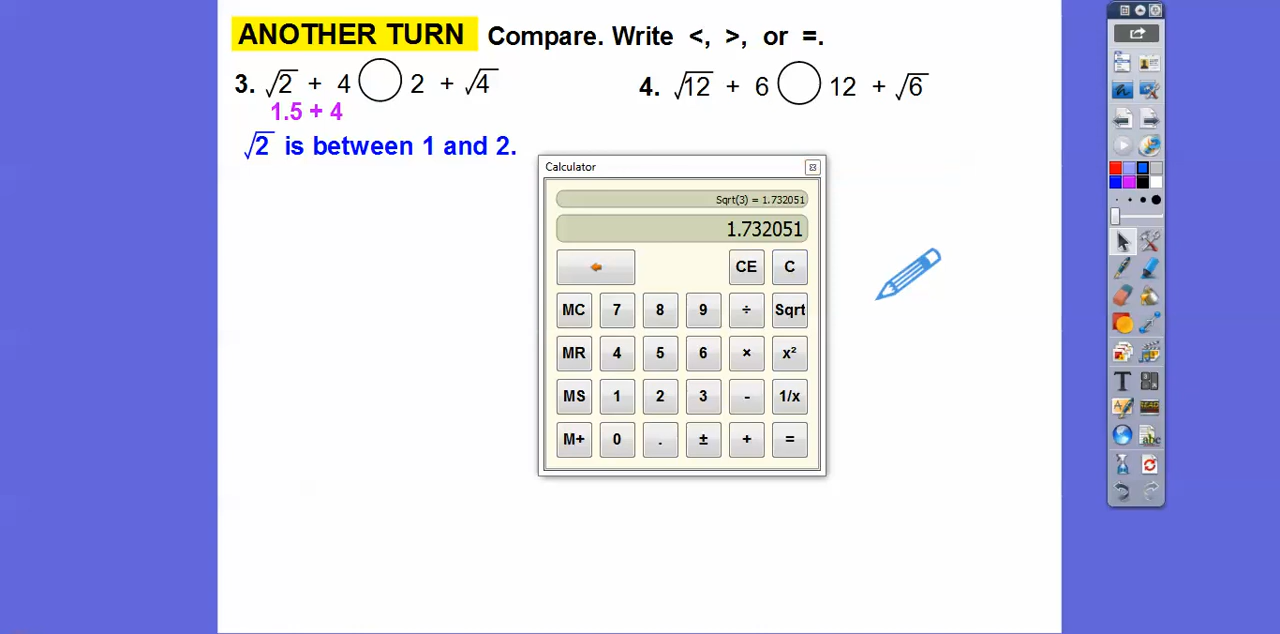 ANOTHER TURN Compare. Write <, >, or =.
3. √2 + 4 ◯ 2 + √4
4. √12 + 6 ◯ 12 + √6
1.5 + 4
√2 is between 1 and 2.
Calculator
Sqrt(3) = 1.732051
1.732051
CE C
MC 7 8 9 ÷ Sqrt
MR 4 5 6 × x²
MS 1 2 3 - 1/x
M+ 0 . ± + =